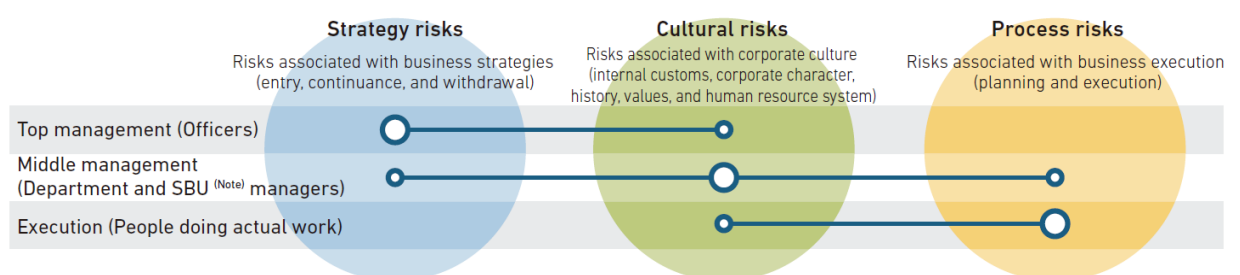 Strategy risks
Risks associated with business strategies
(entry, continuance, and withdrawal)
Cultural risks
Risks associated with corporate culture
(internal customs, corporate character,
history, values, and human resource system)
Process risks
Risks associated with business execution
(planning and execution)
Top management (Officers)
Middle management
(Department and SBU (Note) managers)
Execution (People doing actual work)